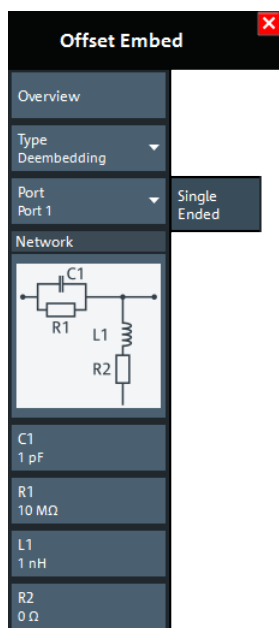 Offset Embed
Overview
Type
Deembedding
Port
Port 1
Single
Ended
Network
C1
R1
L1
R2
C1
1 pF
R1
10 MΩ
L1
1 nH
R2
0 Ω